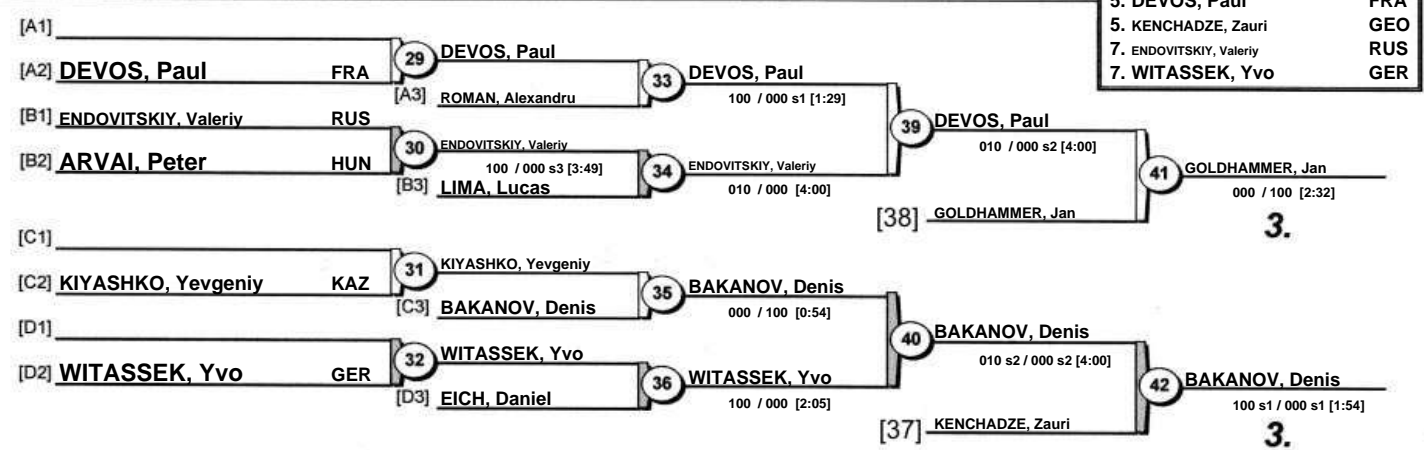 5. DEVOS, Paul FRA
5. KENCHADZE, Zauri GEO
7. ENDOVITSKIY, Valeriy RUS
7. WITASSEK, Yvo GER
[A1]
[A2] DEVOS, Paul FRA
29
DEVOS, Paul
[A3] ROMAN, Alexandru
33
DEVOS, Paul
100 / 000 s1 [1:29]
[B1] ENDOVITSKIY, Valeriy RUS
[B2] ARVAI, Peter HUN
30
ENDOVITSKIY, Valeriy
100 / 000 s3 [3:49]
[B3] LIMA, Lucas
34
ENDOVITSKIY, Valeriy
010 / 000 [4:00]
39
DEVOS, Paul
010 / 000 s2 [4:00]
[38] GOLDHAMMER, Jan
41
GOLDHAMMER, Jan
000 / 100 [2:32]
3.
[C1]
[C2] KIYASHKO, Yevgeniy KAZ
31
KIYASHKO, Yevgeniy
[C3] BAKANOV, Denis
35
BAKANOV, Denis
000 / 100 [0:54]
[D1]
[D2] WITASSEK, Yvo GER
32
WITASSEK, Yvo
[D3] EICH, Daniel
36
WITASSEK, Yvo
100 / 000 [2:05]
40
BAKANOV, Denis
010 s2 / 000 s2 [4:00]
[37] KENCHADZE, Zauri
42
BAKANOV, Denis
100 s1 / 000 s1 [1:54]
3.